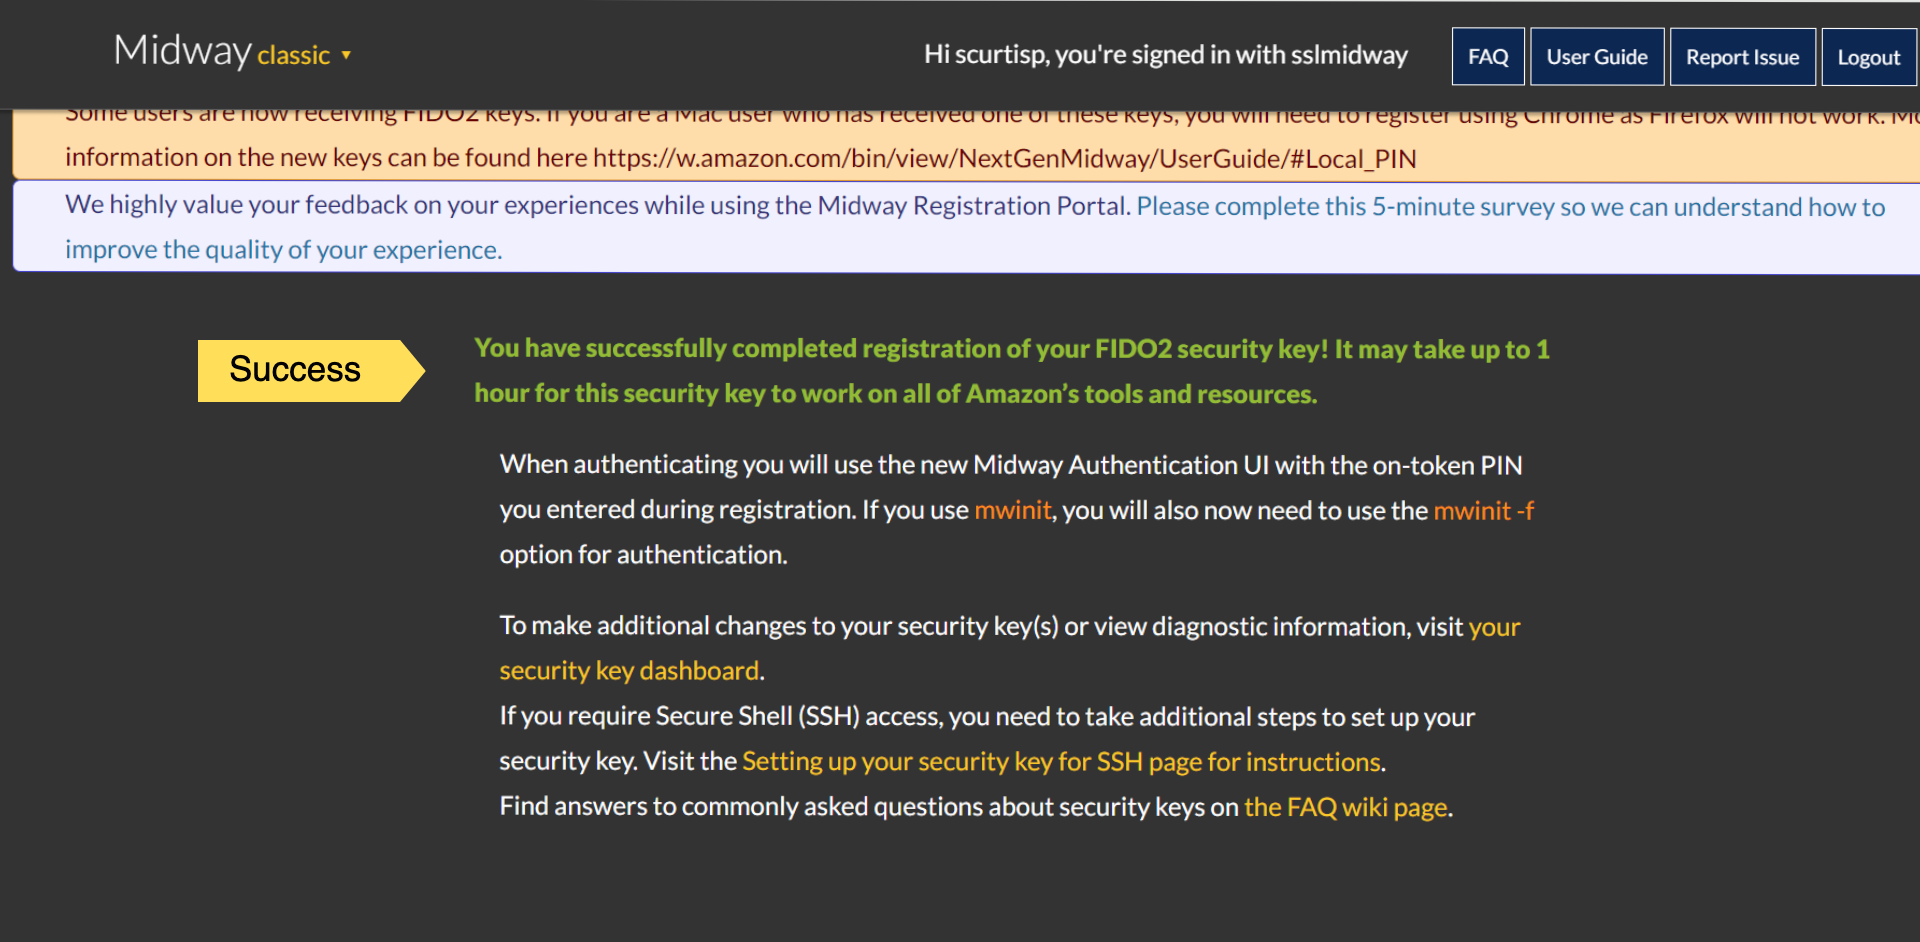 Midway classic ▼
Hi scurtisp, you're signed in with sslmidway
FAQ
User Guide
Report Issue
Logout
Some users are now receiving FIDO2 keys. If you are a Mac user who has received one of these keys, you will need to register using Chrome as Firefox will not work.
information on the new keys can be found here https://w.amazon.com/bin/view/NextGenMidway/UserGuide/#Local_PIN
We highly value your feedback on your experiences while using the Midway Registration Portal. Please complete this 5-minute survey so we can understand how to
improve the quality of your experience.
Success
You have successfully completed registration of your FIDO2 security key! It may take up to 1
hour for this security key to work on all of Amazon’s tools and resources.
When authenticating you will use the new Midway Authentication UI with the on-token PIN
you entered during registration. If you use mwinit, you will also now need to use the mwinit -f
option for authentication.
To make additional changes to your security key(s) or view diagnostic information, visit your
security key dashboard.
If you require Secure Shell (SSH) access, you need to take additional steps to set up your
security key. Visit the Setting up your security key for SSH page for instructions.
Find answers to commonly asked questions about security keys on the FAQ wiki page.